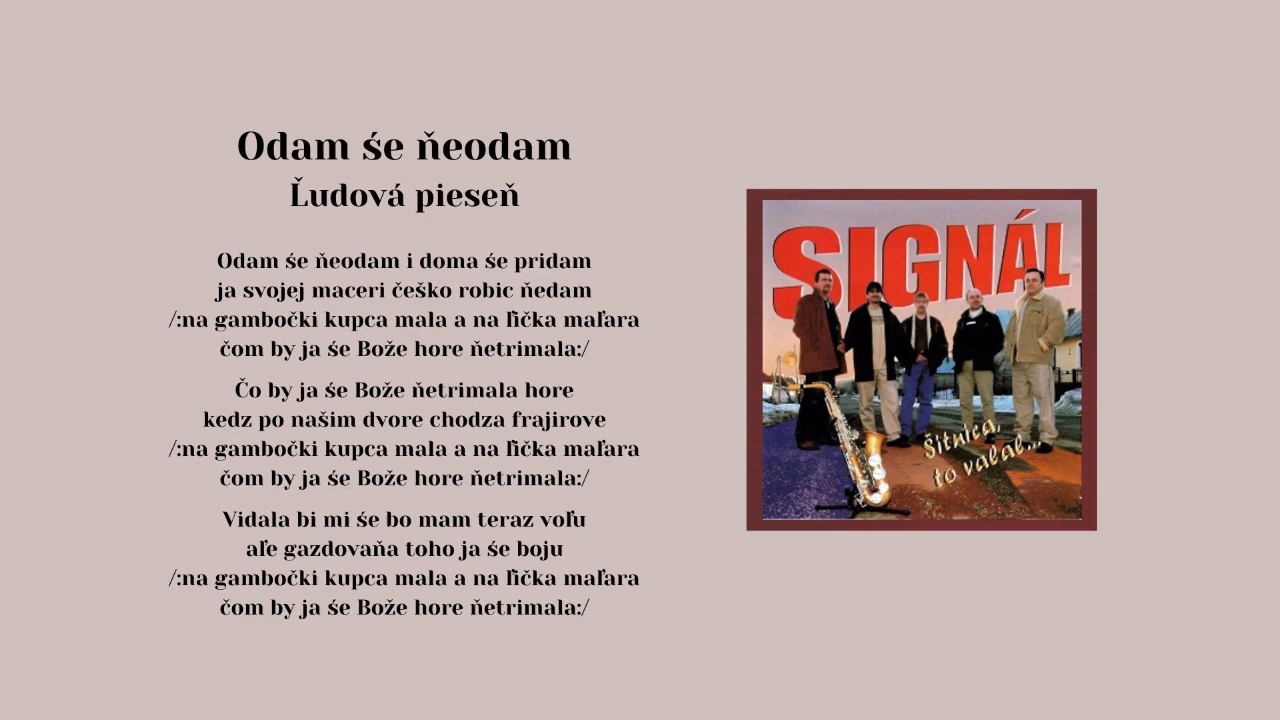 Odam śe ňeodam
Ľudová pieseň
Odam śe ňeodam i doma śe pridam
ja svojej maceri češko robic ňedam
/:na gambočki kupca mala a na ľička maľara
čom by ja śe Bože hore ňetrimala:/
Čo by ja śe Bože ňetrimala hore
kedz po našim dvore chodza frajirove
/:na gambočki kupca mala a na ľička maľara
čom by ja śe Bože hore ňetrimala:/
Vidala bi mi śe bo mam teraz voľu
aľe gazdovaňa toho ja śe boju
/:na gambočki kupca mala a na ľička maľara
čom by ja śe Bože hore ňetrimala:/
SIGNÁL
Šitnica,
to valal...